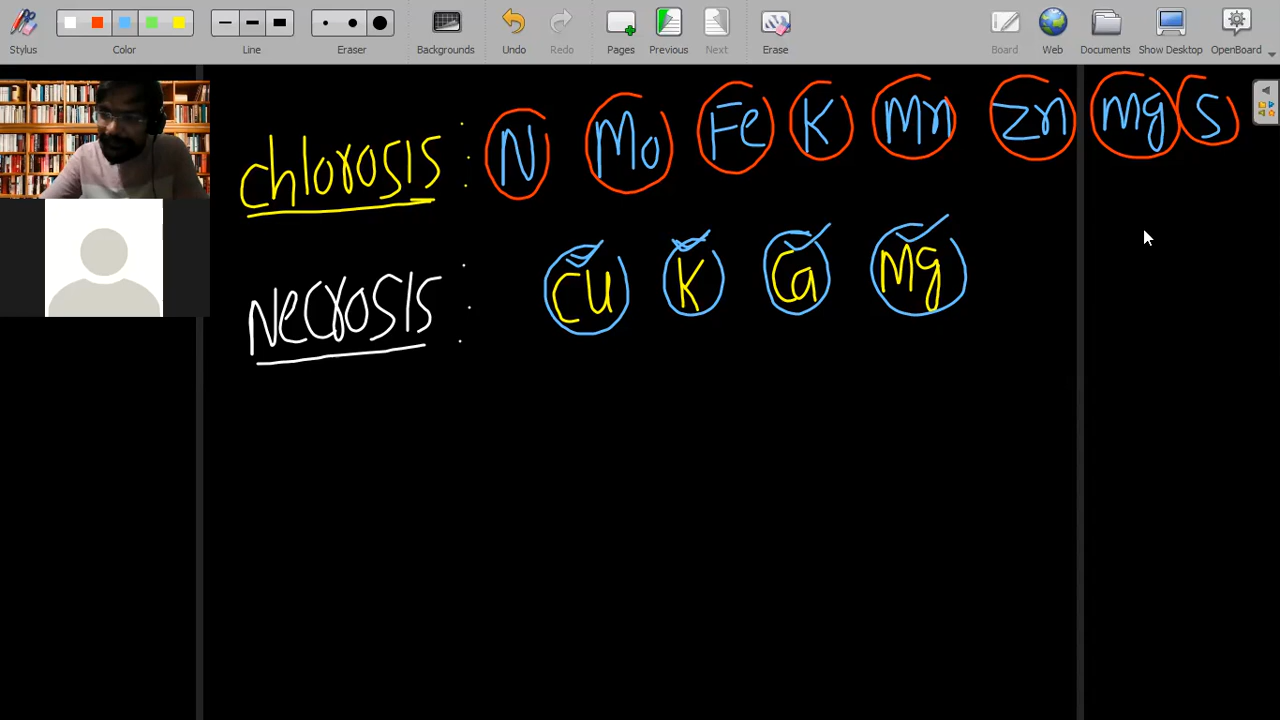 Stylus Color Line Eraser Backgrounds Undo Redo Pages Previous Next Erase Board Web Documents Show Desktop OpenBoard
chlorosis : N Mo Fe K Mn Zn Mg S
Necrosis : Cu K Ca Mg